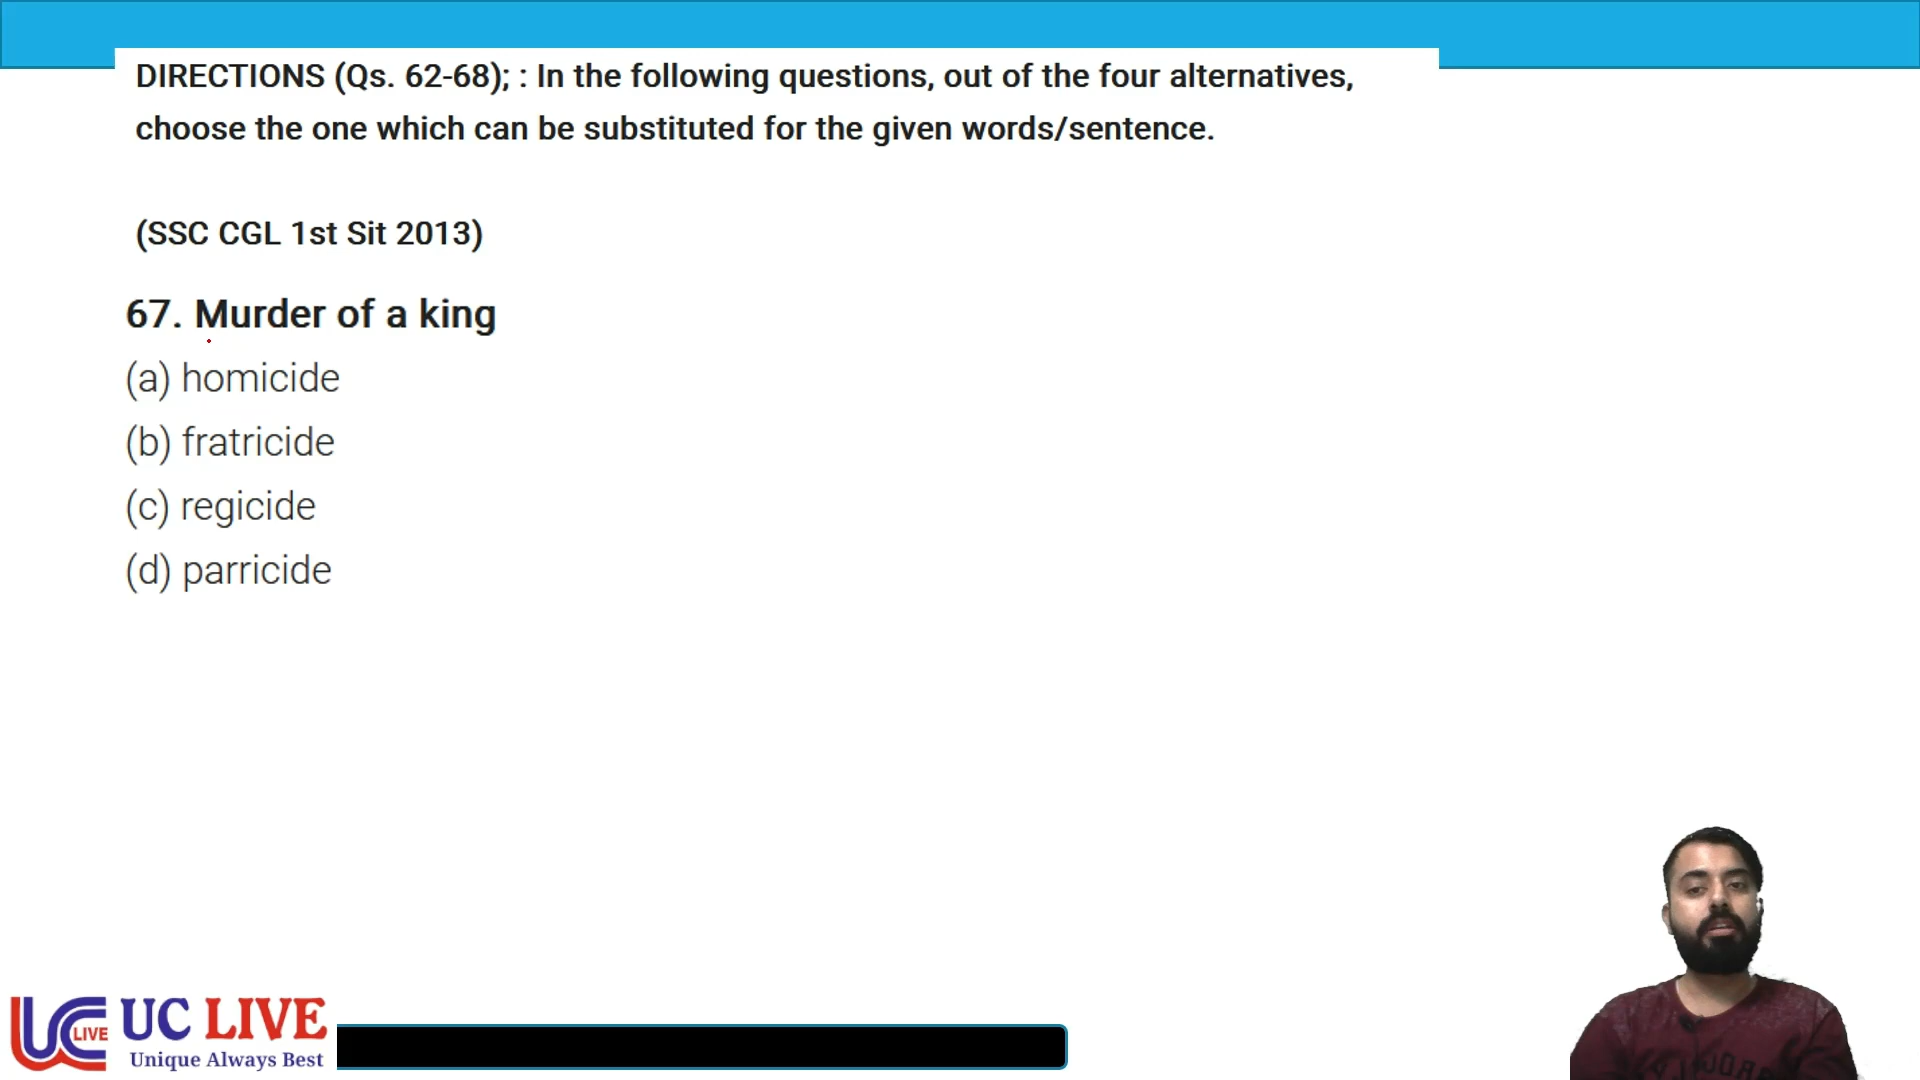 DIRECTIONS (Qs. 62-68); : In the following questions, out of the four alternatives,
choose the one which can be substituted for the given words/sentence.
(SSC CGL 1st Sit 2013)
67. Murder of a king
(a) homicide
(b) fratricide
(c) regicide
(d) parricide
LIVE
UC LIVE
Unique Always Best